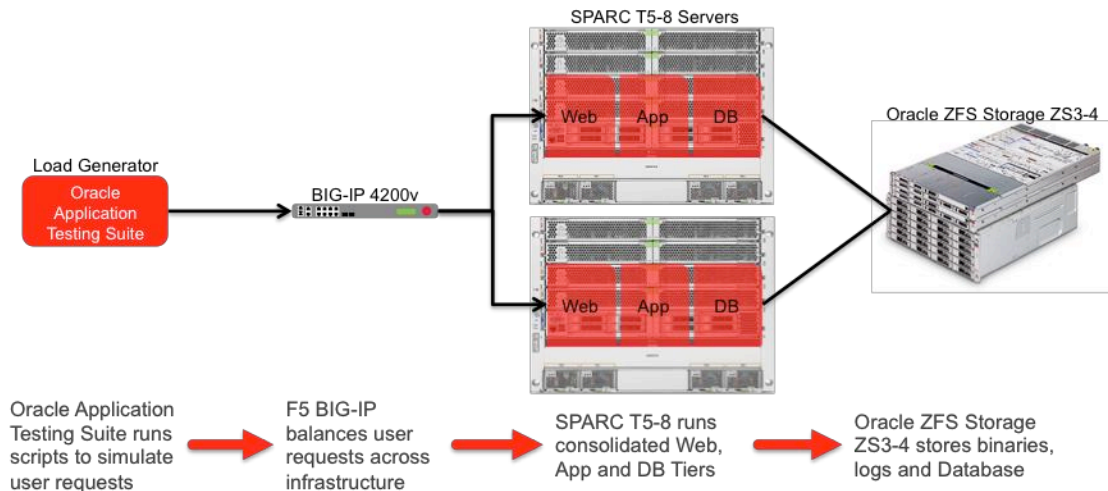 SPARC T5-8 Servers
Web App DB
Oracle ZFS Storage ZS3-4
Load Generator
Oracle
Application
Testing Suite
BIG-IP 4200v
Web App DB
Oracle Application
Testing Suite runs
scripts to simulate
user requests
F5 BIG-IP
balances user
requests across
infrastructure
SPARC T5-8 runs
consolidated Web,
App and DB Tiers
Oracle ZFS Storage
ZS3-4 stores binaries,
logs and Database